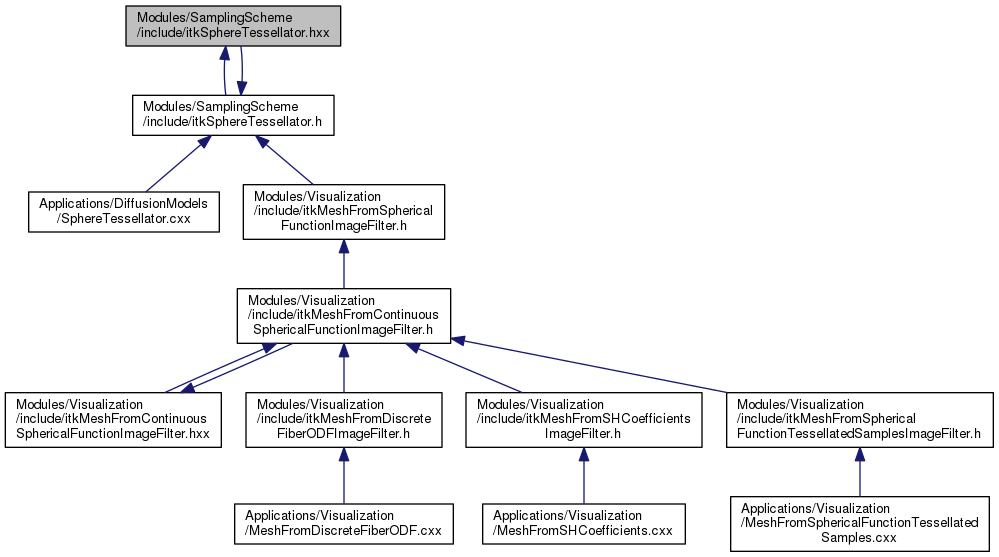 Modules/SamplingScheme
/include/itkSphereTessellator.hxx
Modules/SamplingScheme
/include/itkSphereTessellator.h
Applications/DiffusionModels
/SphereTessellator.cxx
Modules/Visualization
/include/itkMeshFromSpherical
FunctionImageFilter.h
Modules/Visualization
/include/itkMeshFromContinuous
SphericalFunctionImageFilter.h
Modules/Visualization
/include/itkMeshFromContinuous
SphericalFunctionImageFilter.hxx
Modules/Visualization
/include/itkMeshFromDiscrete
FiberODFImageFilter.h
Modules/Visualization
/include/itkMeshFromSHCoefficients
ImageFilter.h
Modules/Visualization
/include/itkMeshFromSpherical
FunctionTessellatedSamplesImageFilter.h
Applications/Visualization
/MeshFromDiscreteFiberODF.cxx
Applications/Visualization
/MeshFromSHCoefficients.cxx
Applications/Visualization
/MeshFromSphericalFunctionTessellated
Samples.cxx